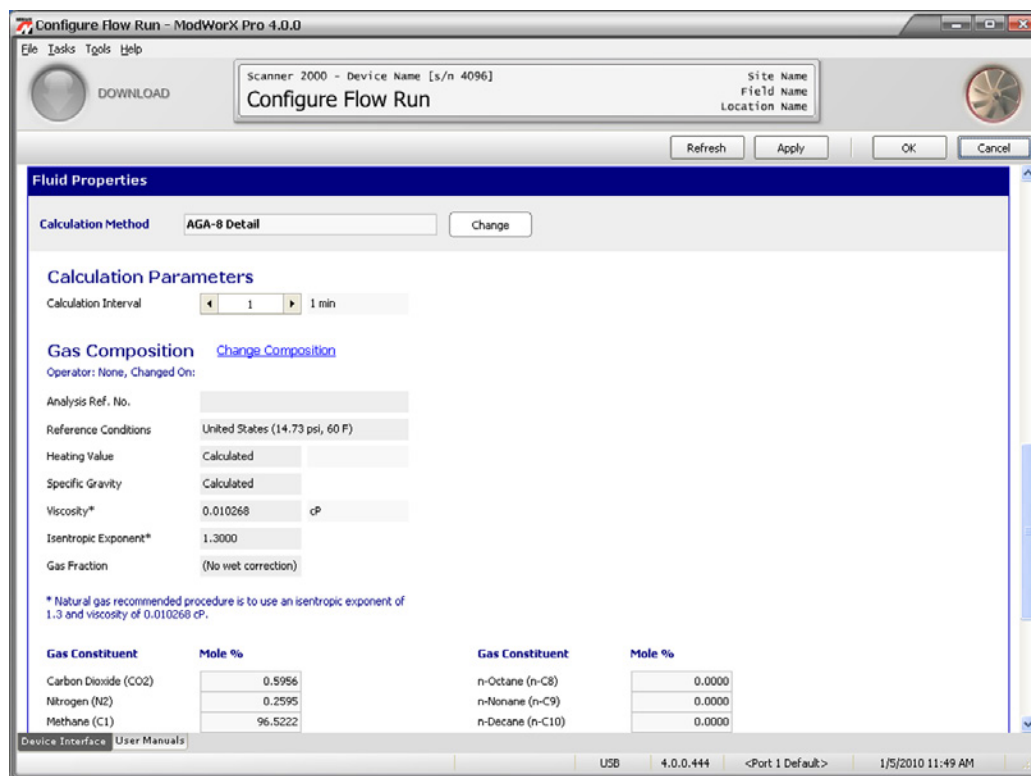 Configure Flow Run - ModWorX Pro 4.0.0
File Tasks Tools Help
DOWNLOAD
Scanner 2000 - Device Name [s/n 4096]
Configure Flow Run
Site Name
Field Name
Location Name
Refresh Apply OK Cancel
Fluid Properties
Calculation Method AGA-8 Detail Change
Calculation Parameters
Calculation Interval 1 1 min
Gas Composition Change Composition
Operator: None, Changed On:
Analysis Ref. No.
Reference Conditions United States (14.73 psi, 60 F)
Heating Value Calculated
Specific Gravity Calculated
Viscosity* 0.010268 cP
Isentropic Exponent* 1.3000
Gas Fraction (No wet correction)
* Natural gas recommended procedure is to use an isentropic exponent of
1.3 and viscosity of 0.010268 cP.
Gas Constituent Mole % Gas Constituent Mole %
Carbon Dioxide (CO2) 0.5956 n-Octane (n-C8) 0.0000
Nitrogen (N2) 0.2595 n-Nonane (n-C9) 0.0000
Methane (C1) 96.5222 n-Decane (n-C10) 0.0000
Device Interface User Manuals
USB 4.0.0.444 <Port 1 Default> 1/5/2010 11:49 AM